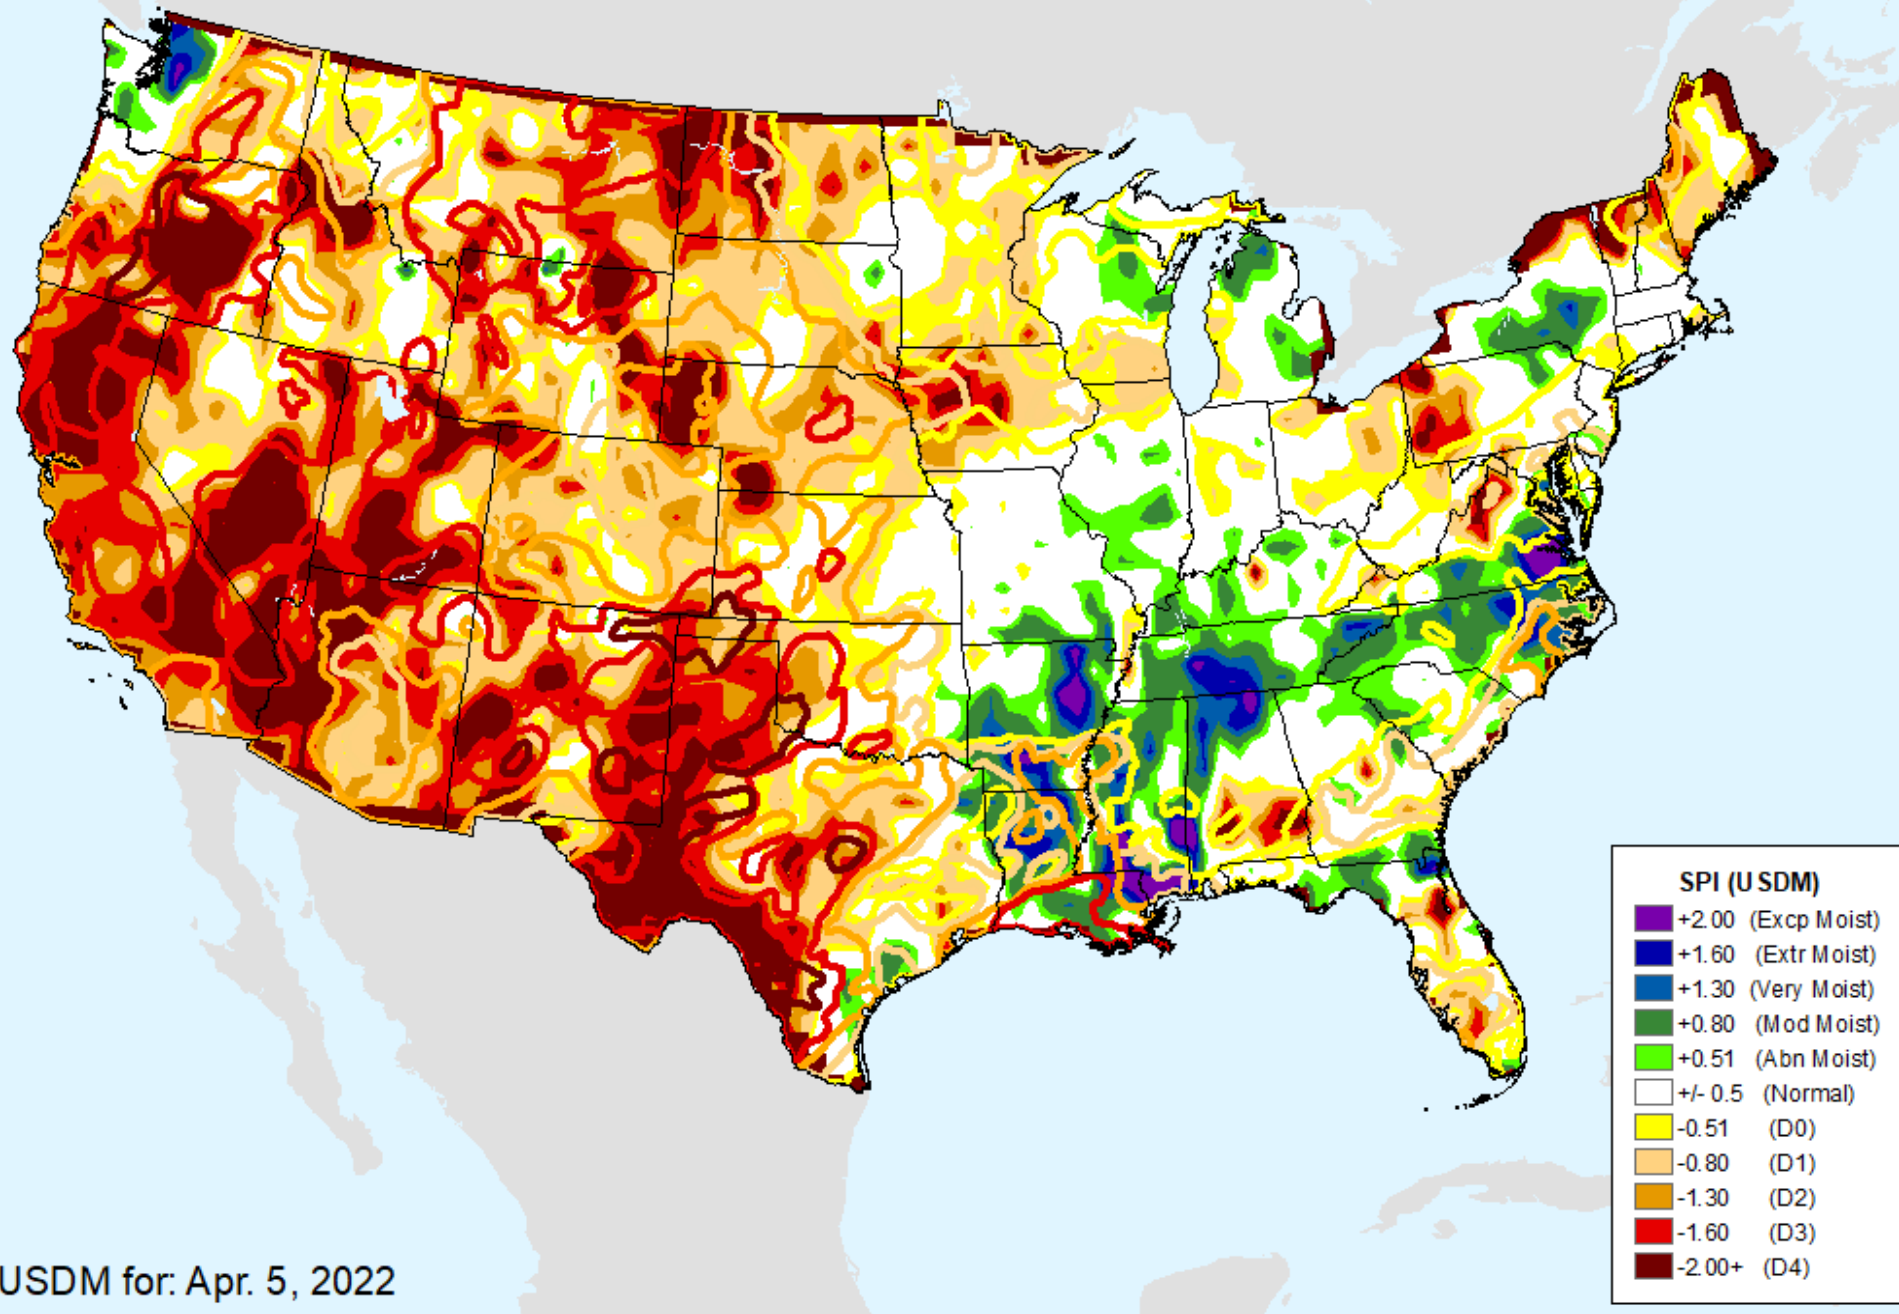 SPI (USDM)
+2.00 (Excp Moist)
+1.60 (Extr Moist)
+1.30 (Very Moist)
+0.80 (Mod Moist)
+0.51 (Abn Moist)
+/- 0.5 (Normal)
-0.51 (D0)
-0.80 (D1)
-1.30 (D2)
-1.60 (D3)
-2.00+ (D4)
USDM for: Apr. 5, 2022